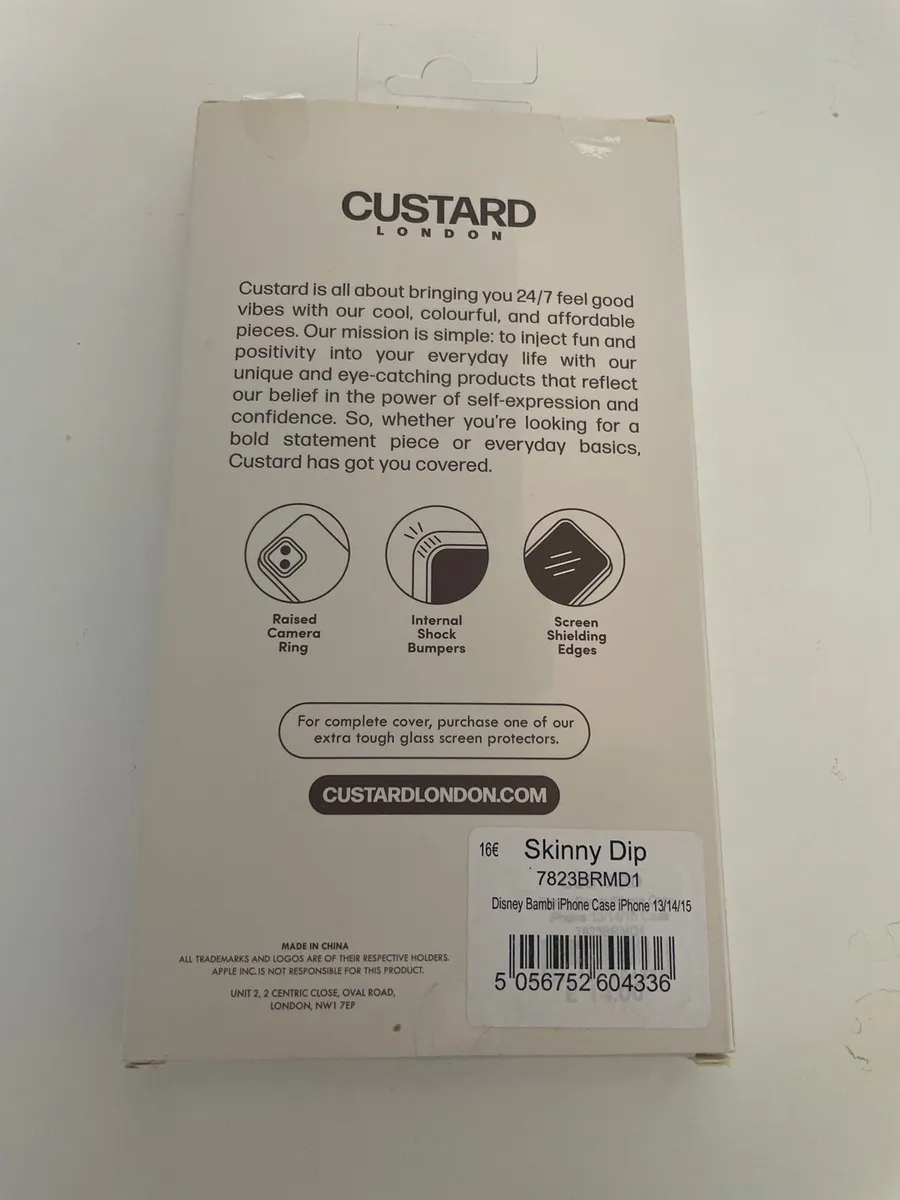 CUSTARD
LONDON
Custard is all about bringing you 24/7 feel good
vibes with our cool, colourful, and affordable
pieces. Our mission is simple: to inject fun and
positivity into your everyday life with our
unique and eye-catching products that reflect
our belief in the power of self-expression and
confidence. So, whether you're looking for a
bold statement piece or everyday basics,
Custard has got you covered.
Raised
Camera
Ring
Internal
Shock
Bumpers
Screen
Shielding
Edges
For complete cover, purchase one of our
extra tough glass screen protectors.
CUSTARDLONDON.COM
16€ Skinny Dip
7823BRMD1
Disney Bambi iPhone Case iPhone 13/14/15
5 056752 604336
MADE IN CHINA
ALL TRADEMARKS AND LOGOS ARE OF THEIR RESPECTIVE HOLDERS.
APPLE INC. IS NOT RESPONSIBLE FOR THIS PRODUCT.
UNIT 2, 2 CENTRIC CLOSE, OVAL ROAD,
LONDON, NW1 7EP